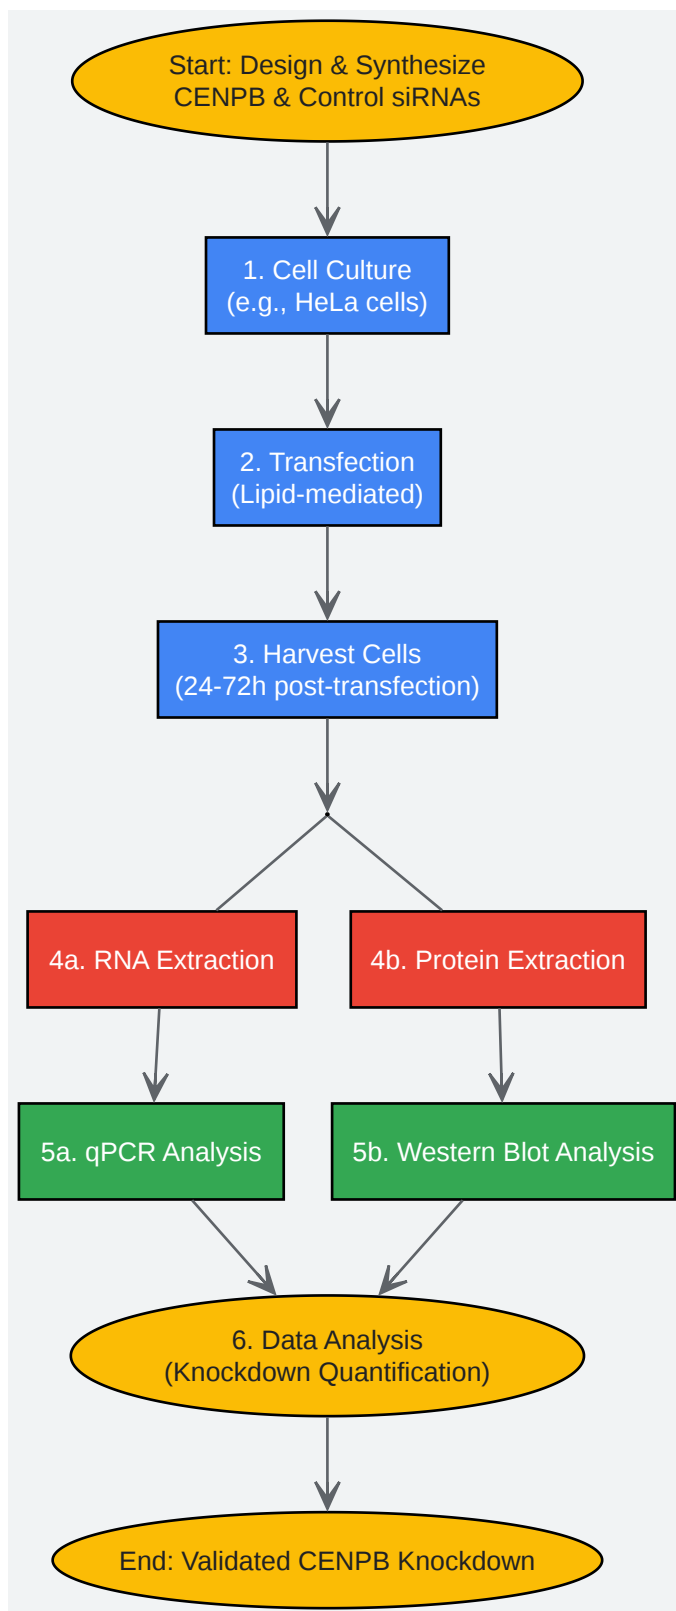 Start: Design & Synthesize
CENPB & Control siRNAs
1. Cell Culture
(e.g., HeLa cells)
2. Transfection
(Lipid-mediated)
3. Harvest Cells
(24-72h post-transfection)
4a. RNA Extraction
4b. Protein Extraction
5a. qPCR Analysis
5b. Western Blot Analysis
6. Data Analysis
(Knockdown Quantification)
End: Validated CENPB Knockdown